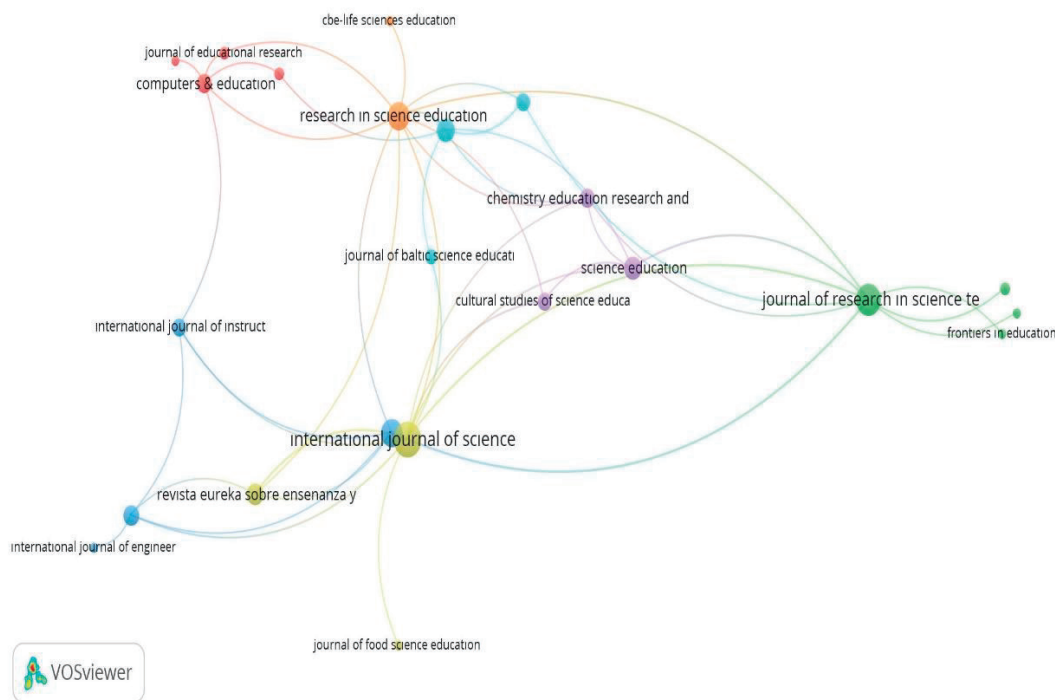 cbe-life sciences education
journal of educational research
computers & education
research in science education
chemistry education research and
journal of baltic science educati
science education
cultural studies of science educa
journal of research in science te
international journal of instruct
frontiers in education
international journal of science
revista eureka sobre ensenanza y
international journal of engineer
journal of food science education
VOSviewer